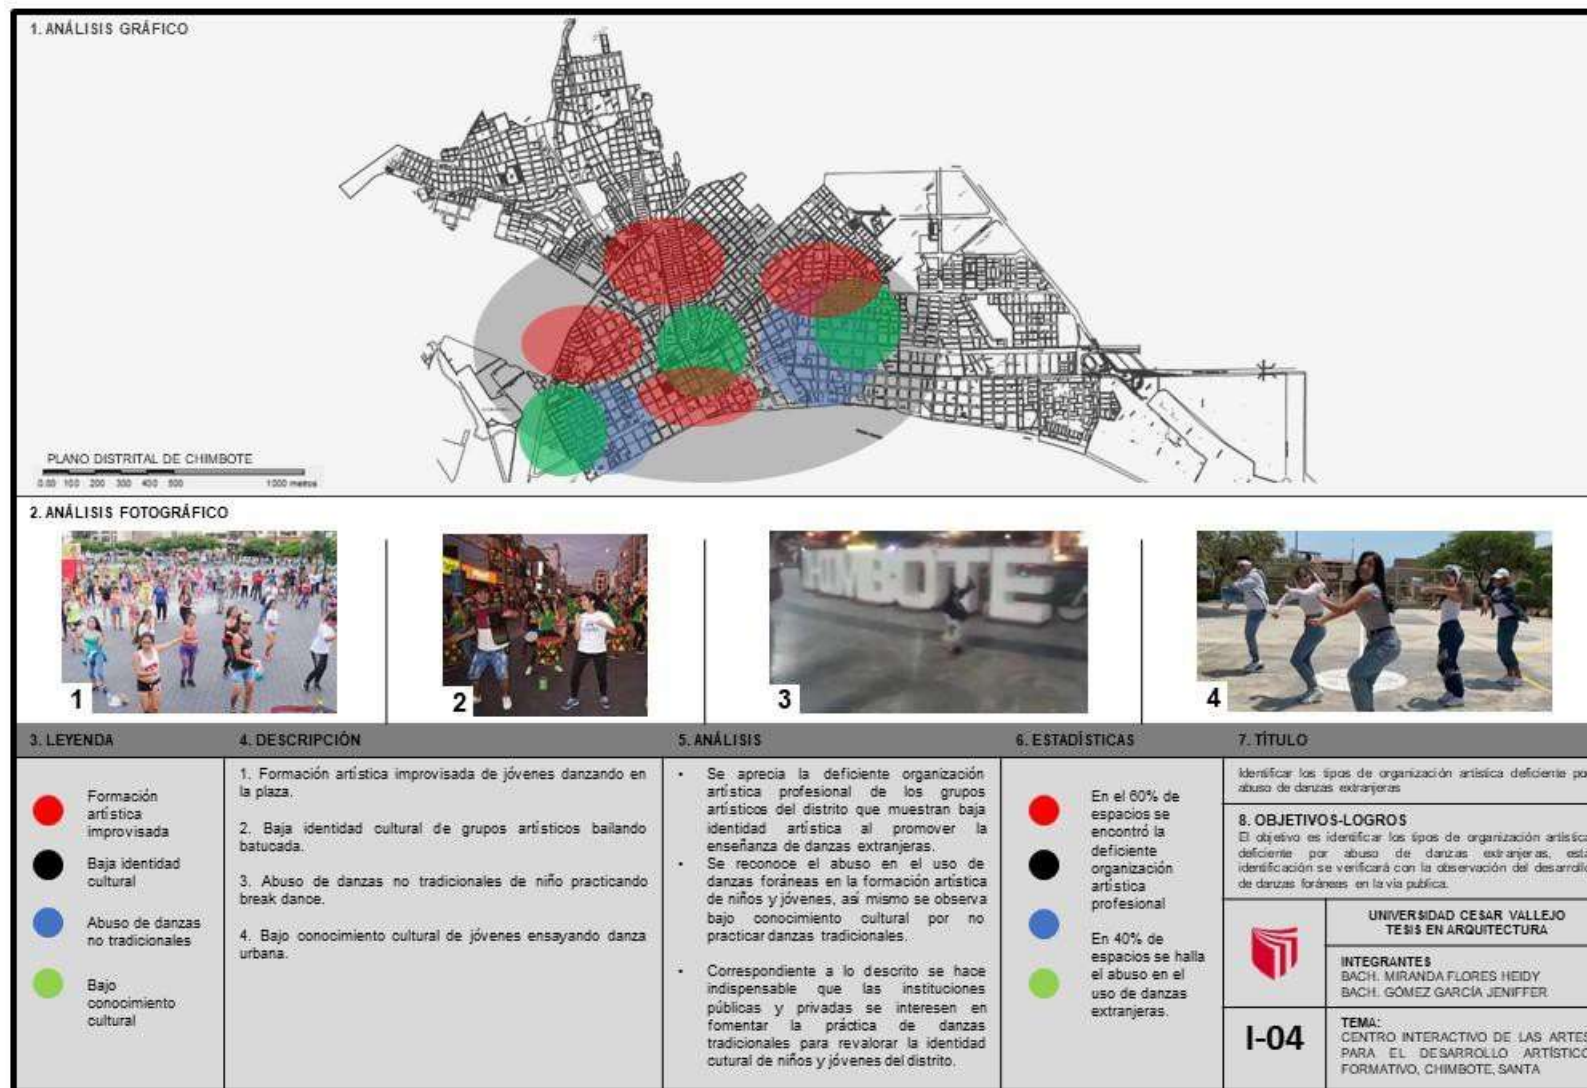 1. ANÁLISIS GRÁFICO
PLANO DISTRITAL DE CHIMBOTE
0.00 100 200 300 400 500 1000 metros
2. ANÁLISIS FOTOGRÁFICO
HIMBOTE
1
2
3
4
3. LEYENDA
Formación
artística
improvisada
Baja identidad
cultural
Abuso de danzas
no tradicionales
Bajo
conocimiento
cultural
4. DESCRIPCIÓN
1. Formación artística improvisada de jóvenes danzando en
la plaza.
2. Baja identidad cultural de grupos artísticos bailando
batucada.
3. Abuso de danzas no tradicionales de niño practicando
break dance.
4. Bajo conocimiento cultural de jóvenes ensayando danza
urbana.
5. ANÁLISIS
• Se aprecia la deficiente organización
artística profesional de los grupos
artísticos del distrito que muestran baja
identidad artística al promover la
enseñanza de danzas extranjeras.
• Se reconoce el abuso en el uso de
danzas foráneas en la formación artística
de niños y jóvenes, así mismo se observa
bajo conocimiento cultural por no
practicar danzas tradicionales.
• Correspondiente a lo descrito se hace
indispensable que las instituciones
públicas y privadas se interesen en
fomentar la práctica de danzas
tradicionales para revalorar la identidad
cutural de niños y jóvenes del distrito.
6. ESTADÍSTICAS
En el 60% de
espacios se
encontró la
deficiente
organización
artística
profesional
En 40% de
espacios se halla
el abuso en el
uso de danzas
extranjeras.
7. TÍTULO
Identificar los tipos de organización artística deficiente por
abuso de danzas extranjeras
8. OBJETIVOS-LOGROS
El objetivo es identificar los tipos de organización artística
deficiente por abuso de danzas extranjeras, esta
identificación se verificará con la observación del desarrollo
de danzas foráneas en la vía publica.
UNIVERSIDAD CESAR VALLEJO
TESIS EN ARQUITECTURA
INTEGRANTES
BACH. MIRANDA FLORES HEIDY
BACH. GÓMEZ GARCÍA JENIFFER
I-04
TEMA:
CENTRO INTERACTIVO DE LAS ARTES
PARA EL DESARROLLO ARTÍSTICO
FORMATIVO, CHIMBOTE, SANTA